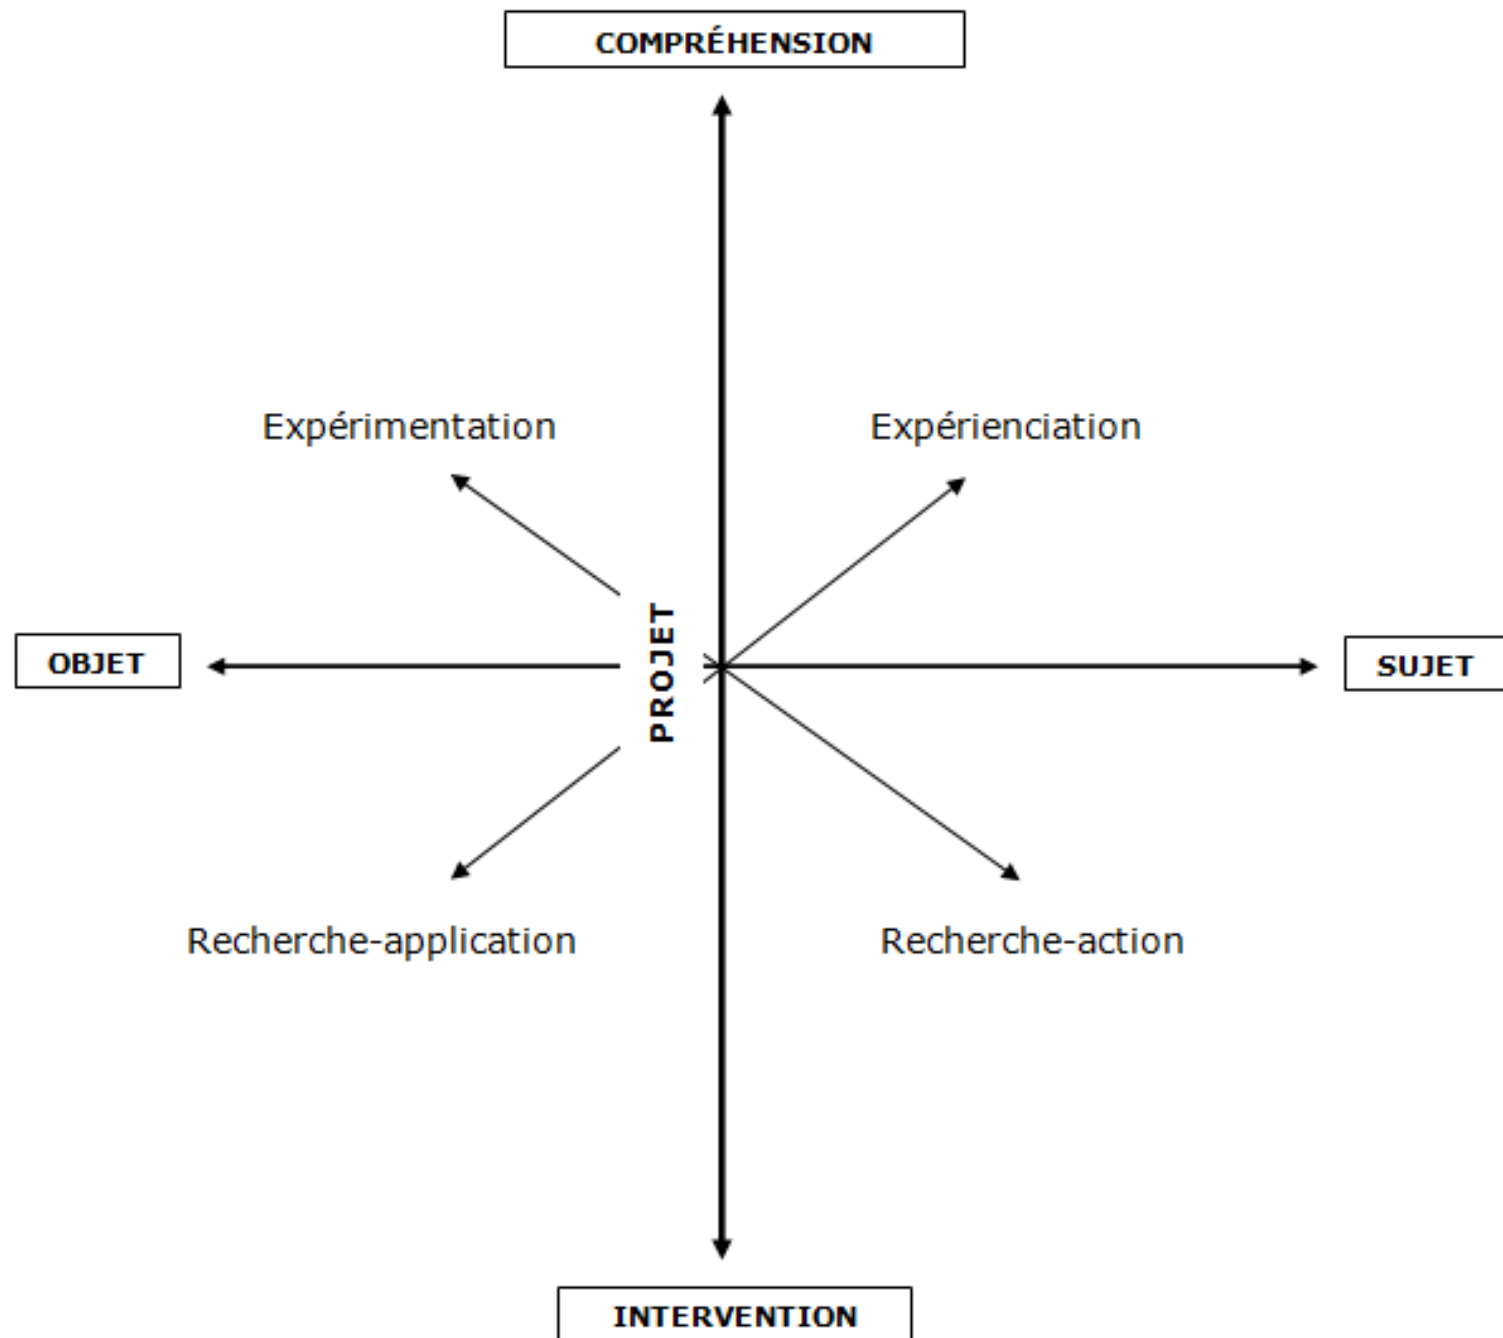 COMPRÉHENSION
Expérimentation
Expérienciation
PROJET
OBJET
SUJET
Recherche-application
Recherche-action
INTERVENTION